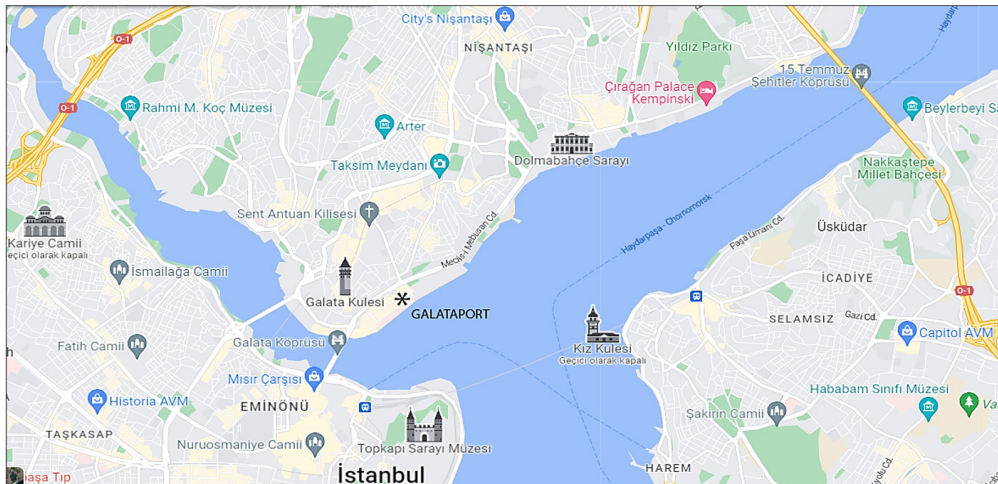 City's Nişantaşı
NİŞANTAŞI
O-1
Yıldız Parkı
15 Temmuz
Şehitler Köprüsü
Haydarpaşa
Rahmi M. Koç Müzesi
Çırağan Palace
Kempinski
O-1
Beylerbeyi Sa
Arter
Taksim Meydanı
Dolmabahçe Sarayı
Nakkaştepe
Millet Bahçesi
Sent Antuan Kilisesi
Meclis-i Mebusan Cd.
Haydarpaşa - Chornomorsk
Paşa Limanı Cd.
Üsküdar
Kariye Camii
Geçici olarak kapalı
İsmailağa Camii
Galata Kulesi
GALATAPORT
İCADİYE
O-1
SELAMSIZ
Gazi Cd.
Capitol AVM
Fatih Camii
Galata Köprüsü
Kız Kulesi
Geçici olarak kapalı
Mısır Çarşısı
Hababam Sınıfı Müzesi
Historia AVM
EMİNÖNÜ
Şakirin Camii
Va
TAŞKASAP
Nuruosmaniye Camii
Topkapı Sarayı Müzesi
HAREM
İstanbul
paşa Tıp